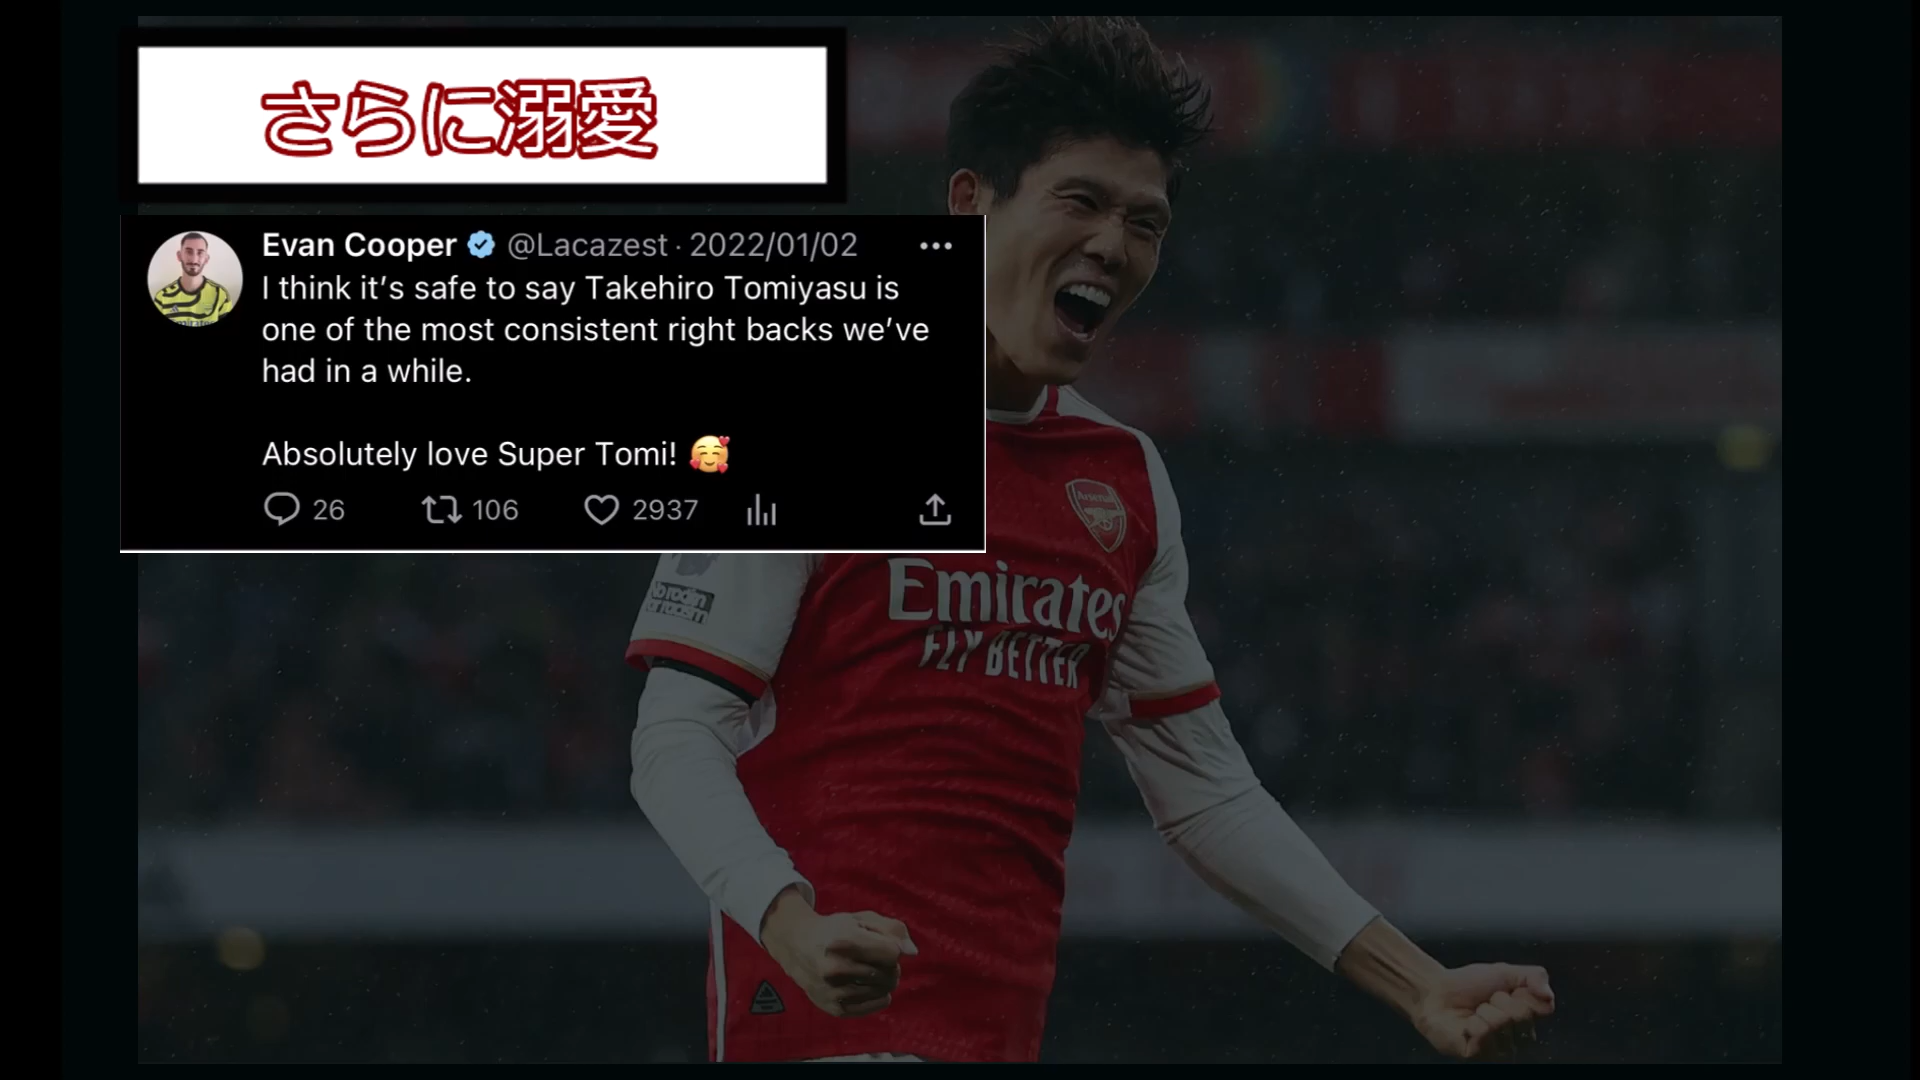 さらに溺愛
Evan Cooper @Lacazest · 2022/01/02
I think it’s safe to say Takehiro Tomiyasu is
one of the most consistent right backs we’ve
had in a while.
Absolutely love Super Tomi! 🥰
26 106 2937
Arsenal
Emirates
FLY BETTER